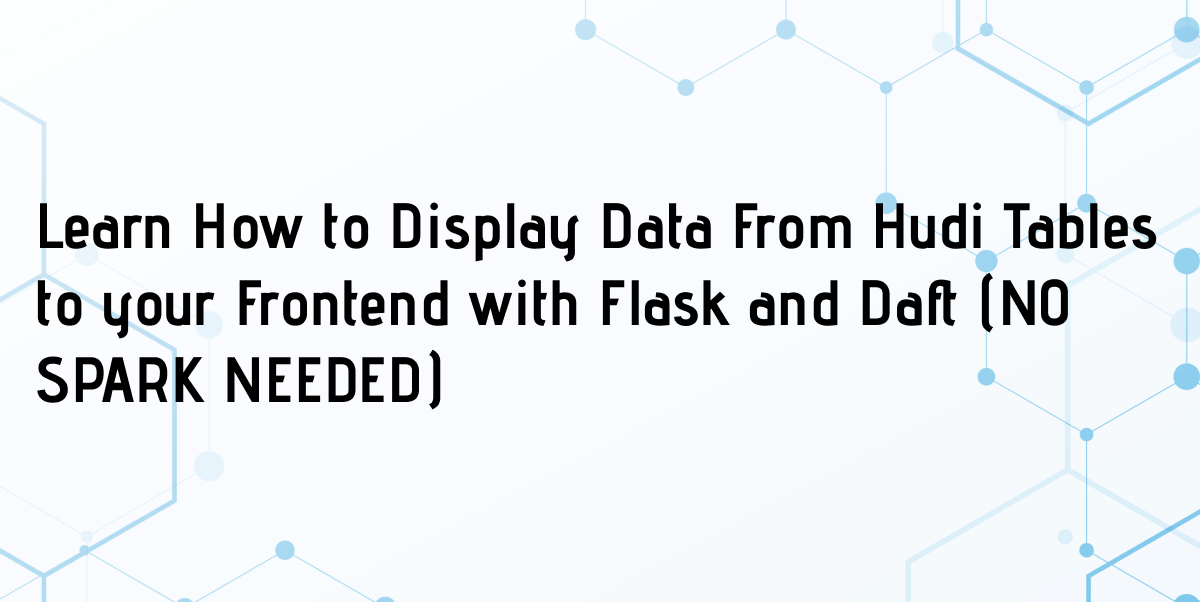 Learn How to Display Data From Hudi Tables
to your Frontend with Flask and Daft (NO
SPARK NEEDED)